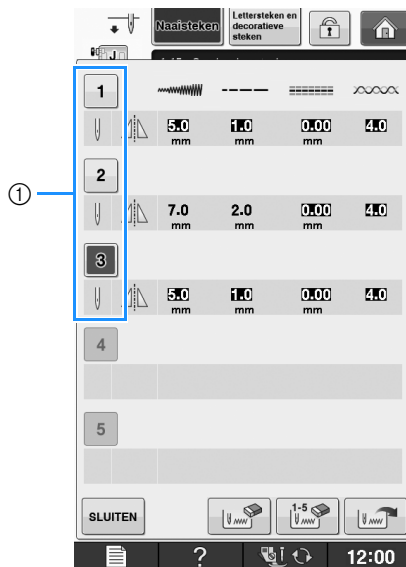 Naaisteken
Lettersteken en
decoratieve
steken
J
1
5.0 1.0 0.00 4.0
mm mm mm
2
7.0 2.0 0.00 4.0
mm mm mm
①
3
5.0 1.0 0.00 4.0
mm mm mm
4
5
SLUITEN
1-5
? 12:00